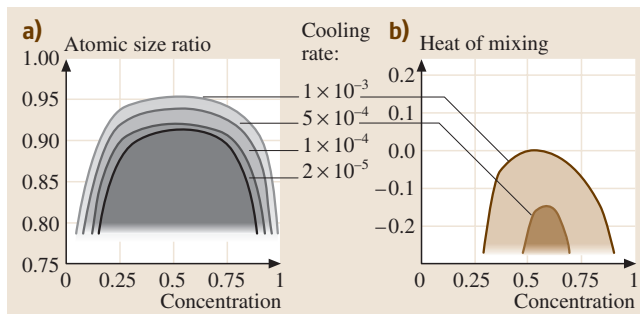 a) Atomic size ratio
1.00
0.95
0.90
0.85
0.80
0.75
0 0.25 0.5 0.75 1
Concentration
Cooling
rate:
1 × 10⁻³
5 × 10⁻⁴
1 × 10⁻⁴
2 × 10⁻⁵
b) Heat of mixing
0.2
0.1
0.0
−0.1
−0.2
0 0.25 0.5 0.75 1
Concentration